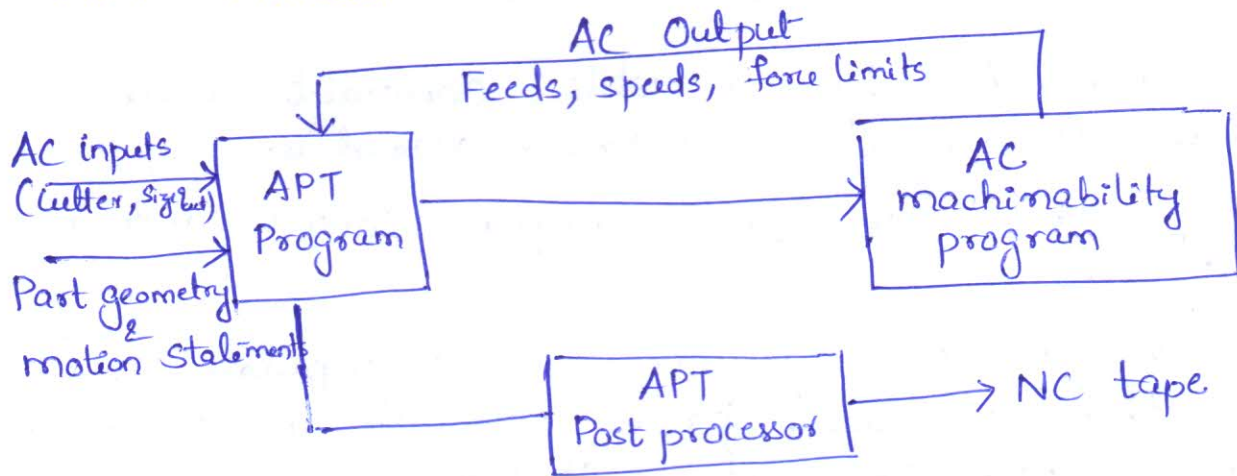 AC Output
Feeds, speeds, force limits
AC inputs
(Cutter, Size
APT
Program
AC
machinability
program
Part geometry
&
motion Statements
APT
Post processor
NC tape